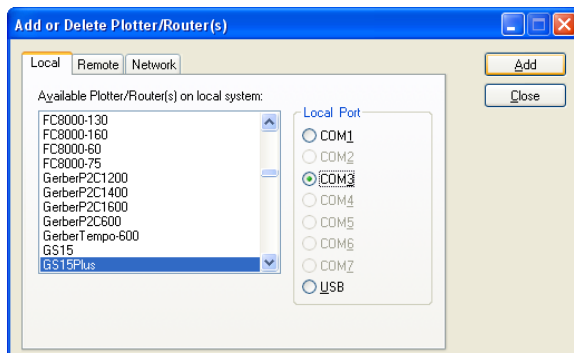 Add or Delete Plotter/Router(s)
Local Remote Network
Add
Close
Available Plotter/Router(s) on local system:
FC8000-130
FC8000-160
FC8000-60
FC8000-75
GerberP2C1200
GerberP2C1400
GerberP2C1600
GerberP2C600
GerberTempo-600
GS15
GS15Plus
Local Port
COM1
COM2
COM3
COM4
COM5
COM6
COM7
USB